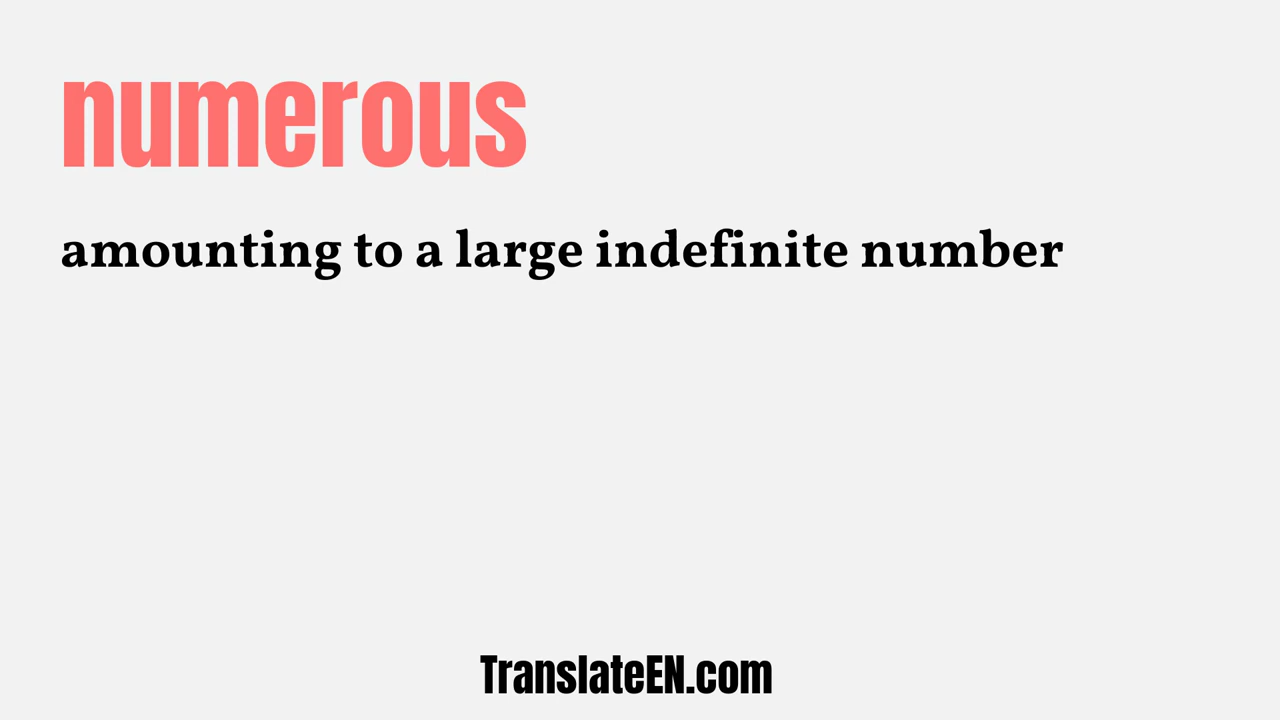 numerous
amounting to a large indefinite number
TranslateEN.com